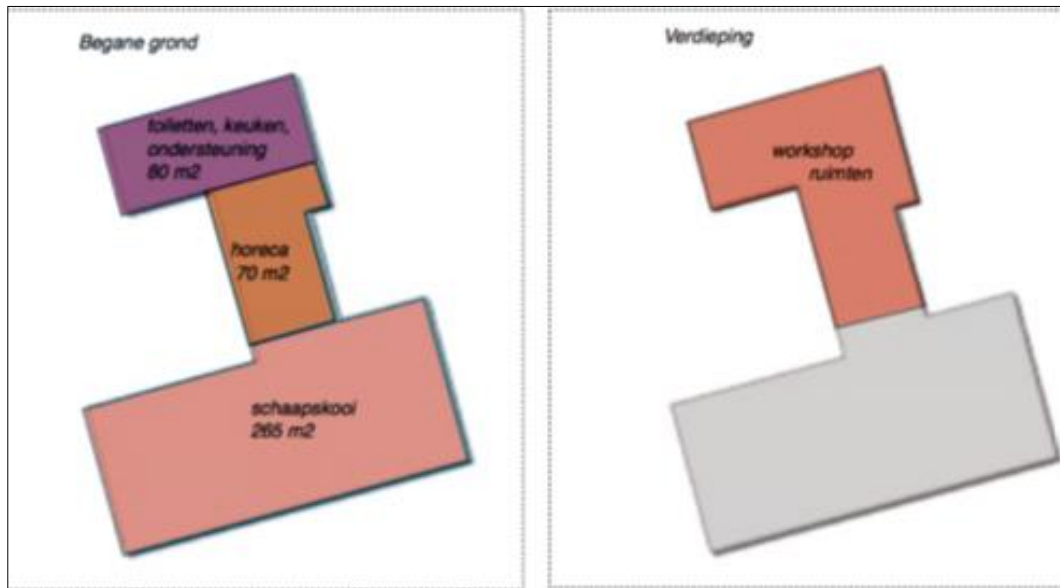 Begane grond
toiletten, keuken,
ondersteuning
80 m2
horeca
70 m2
schaapskooi
265 m2
Verdieping
workshop
ruimten